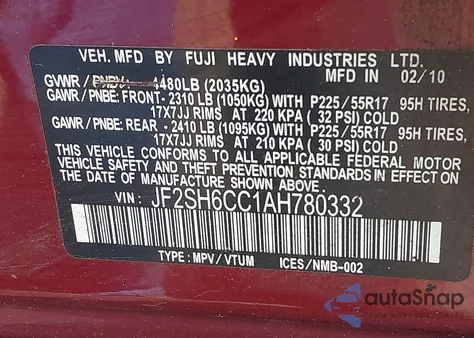 VEH. MFD BY FUJI HEAVY INDUSTRIES LTD.
MFD IN 02/10
GVWR / PNBV 4480LB (2035KG)
GAWR / PNBE: FRONT- 2310 LB (1050KG) WITH P225/55R17 95H TIRES,
17X7JJ RIMS AT 220 KPA ( 32 PSI) COLD
GAWR / PNBE: REAR - 2410 LB (1095KG) WITH P225/55R17 95H TIRES,
17X7JJ RIMS AT 210 KPA ( 30 PSI) COLD
THIS VEHICLE CONFORMS TO ALL APPLICABLE FEDERAL MOTOR
VEHICLE SAFETY AND THEFT PREVENTION STANDARDS IN EFFECT
ON THE DATE OF MANUFACTURE SHOWN ABOVE.
VIN : JF2SH6CC1AH780332
TYPE : MPV / VTUM ICES/NMB-002
autoSnap